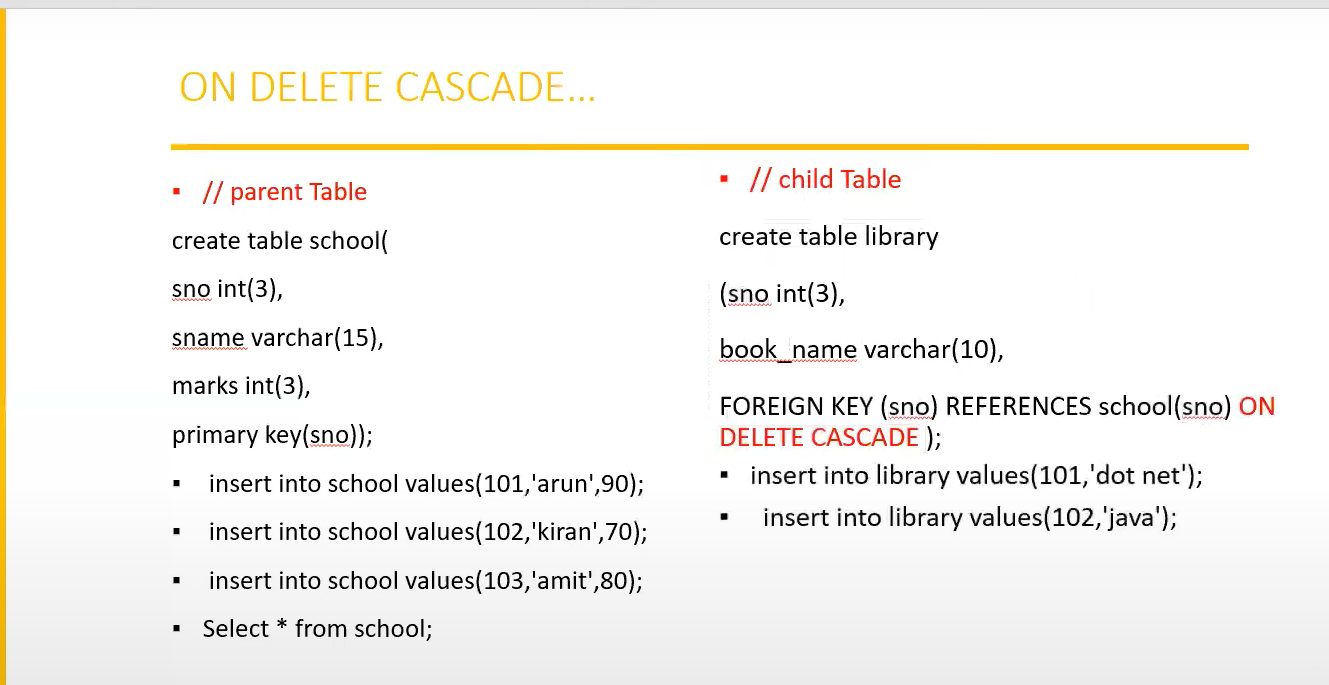 ON DELETE CASCADE...
▪ // parent Table
create table school(
sno int(3),
sname varchar(15),
marks int(3),
primary key(sno));
▪ insert into school values(101,'arun',90);
▪ insert into school values(102,'kiran',70);
▪ insert into school values(103,'amit',80);
▪ Select * from school;
▪ // child Table
create table library
(sno int(3),
book_name varchar(10),
FOREIGN KEY (sno) REFERENCES school(sno) ON
DELETE CASCADE );
▪ insert into library values(101,'dot net');
▪ insert into library values(102,'java');